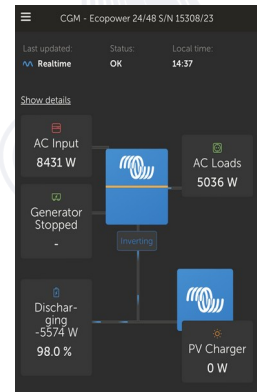 CGM - Ecopower 24/48 S/N 15308/23
Last updated: Status: Local time:
Realtime OK 14:37
Show details
AC Input
8431 W
AC Loads
5036 W
Generator
Stopped
-
Inverting
Dischar-
ging
-5574 W
98.0 %
PV Charger
0 W